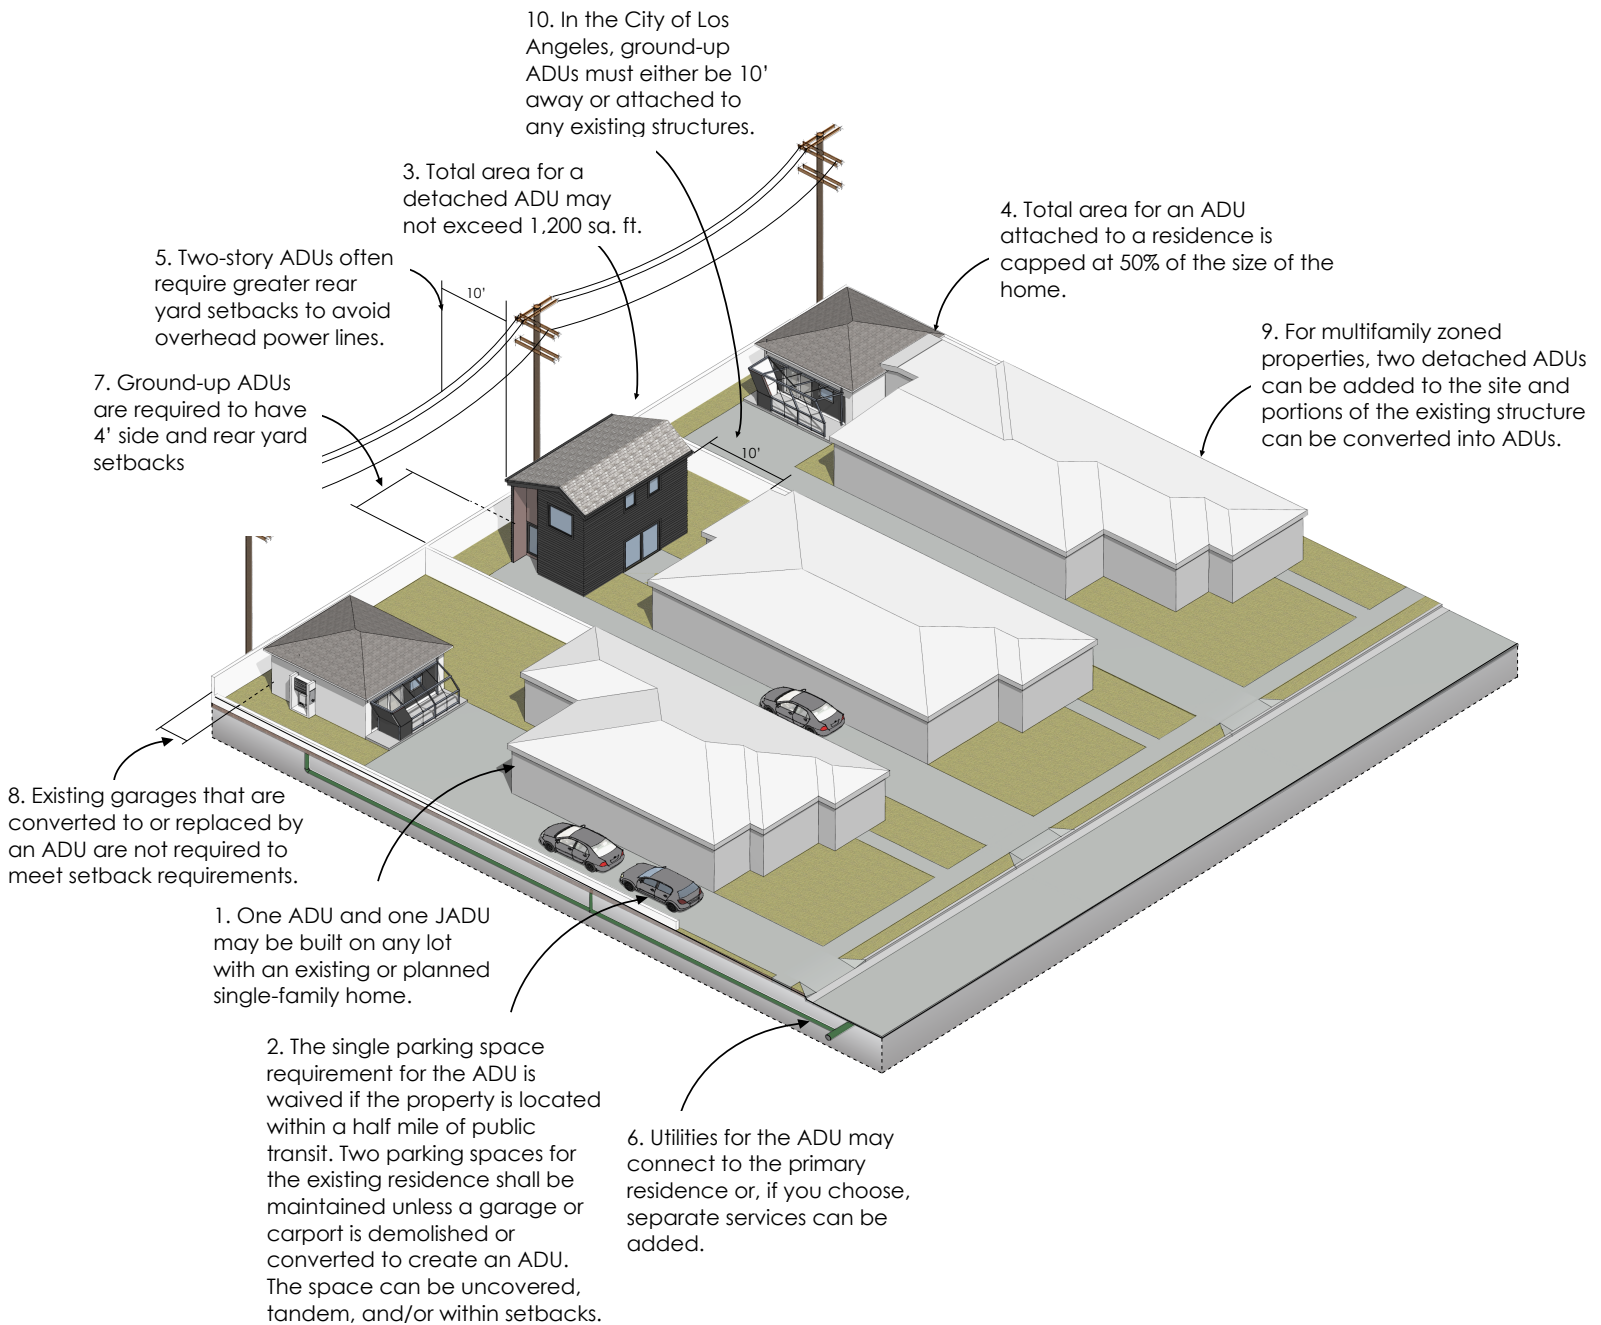 10. In the City of Los
Angeles, ground-up
ADUs must either be 10'
away or attached to
any existing structures.
3. Total area for a
detached ADU may
not exceed 1,200 sq. ft.
4. Total area for an ADU
attached to a residence is
capped at 50% of the size of the
home.
5. Two-story ADUs often
require greater rear
yard setbacks to avoid
overhead power lines.
10'
9. For multifamily zoned
properties, two detached ADUs
can be added to the site and
portions of the existing structure
can be converted into ADUs.
7. Ground-up ADUs
are required to have
4' side and rear yard
setbacks
10'
8. Existing garages that are
converted to or replaced by
an ADU are not required to
meet setback requirements.
1. One ADU and one JADU
may be built on any lot
with an existing or planned
single-family home.
2. The single parking space
requirement for the ADU is
waived if the property is located
within a half mile of public
transit. Two parking spaces for
the existing residence shall be
maintained unless a garage or
carport is demolished or
converted to create an ADU.
The space can be uncovered,
tandem, and/or within setbacks.
6. Utilities for the ADU may
connect to the primary
residence or, if you choose,
separate services can be
added.